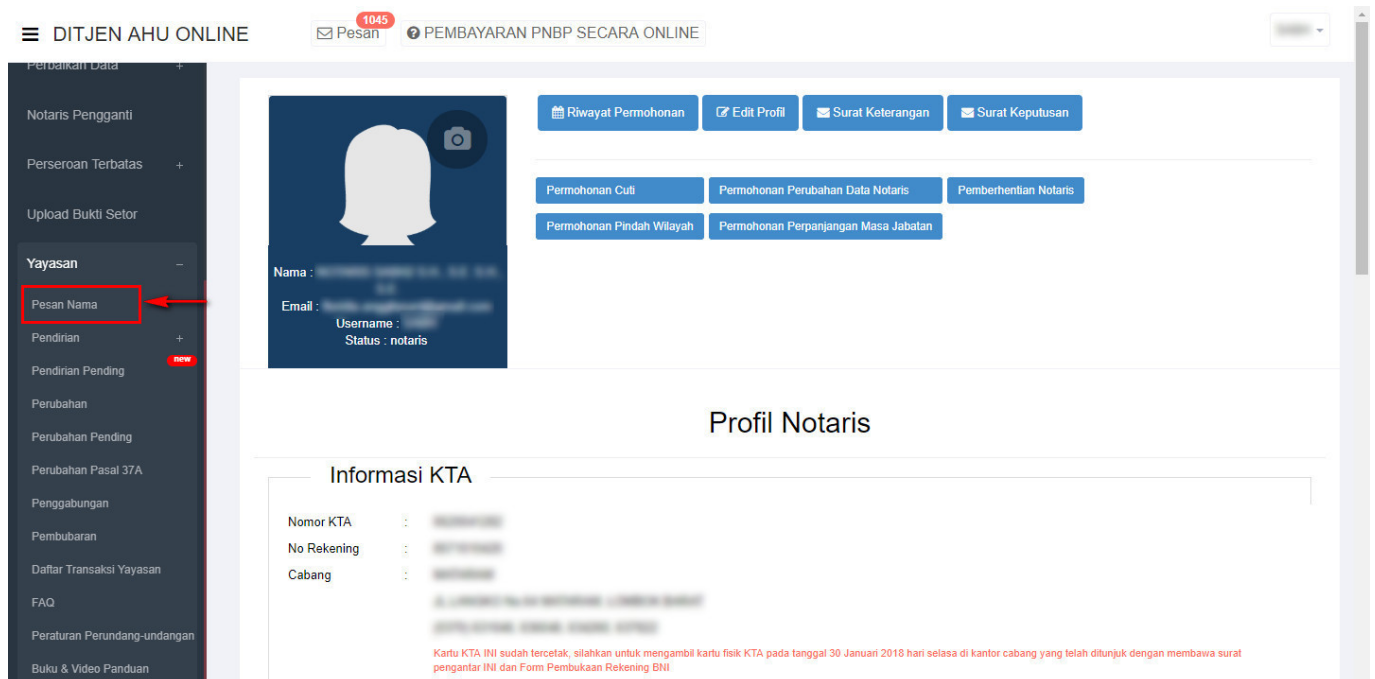 DITJEN AHU ONLINE
Pesan 1045
PEMBAYARAN PNBP SECARA ONLINE
Perbaikan Data +
Notaris Pengganti
Perseroan Terbatas +
Upload Bukti Setor
Yayasan –
Pesan Nama
Pendirian +
new
Pendirian Pending
Perubahan
Perubahan Pending
Perubahan Pasal 37A
Penggabungan
Pembubaran
Daftar Transaksi Yayasan
FAQ
Peraturan Perundang-undangan
Buku & Video Panduan
Riwayat Permohonan
Edit Profil
Surat Keterangan
Surat Keputusan
Permohonan Cuti
Permohonan Perubahan Data Notaris
Pemberhentian Notaris
Permohonan Pindah Wilayah
Permohonan Perpanjangan Masa Jabatan
Nama :
Email :
Username :
Status : notaris
Profil Notaris
Informasi KTA
Nomor KTA :
No Rekening :
Cabang :
Kartu KTA INI sudah tercetak, silahkan untuk mengambil kartu fisik KTA pada tanggal 30 Januari 2018 hari selasa di kantor cabang yang telah ditunjuk dengan membawa surat
pengantar INI dan Form Pembukaan Rekening BNI